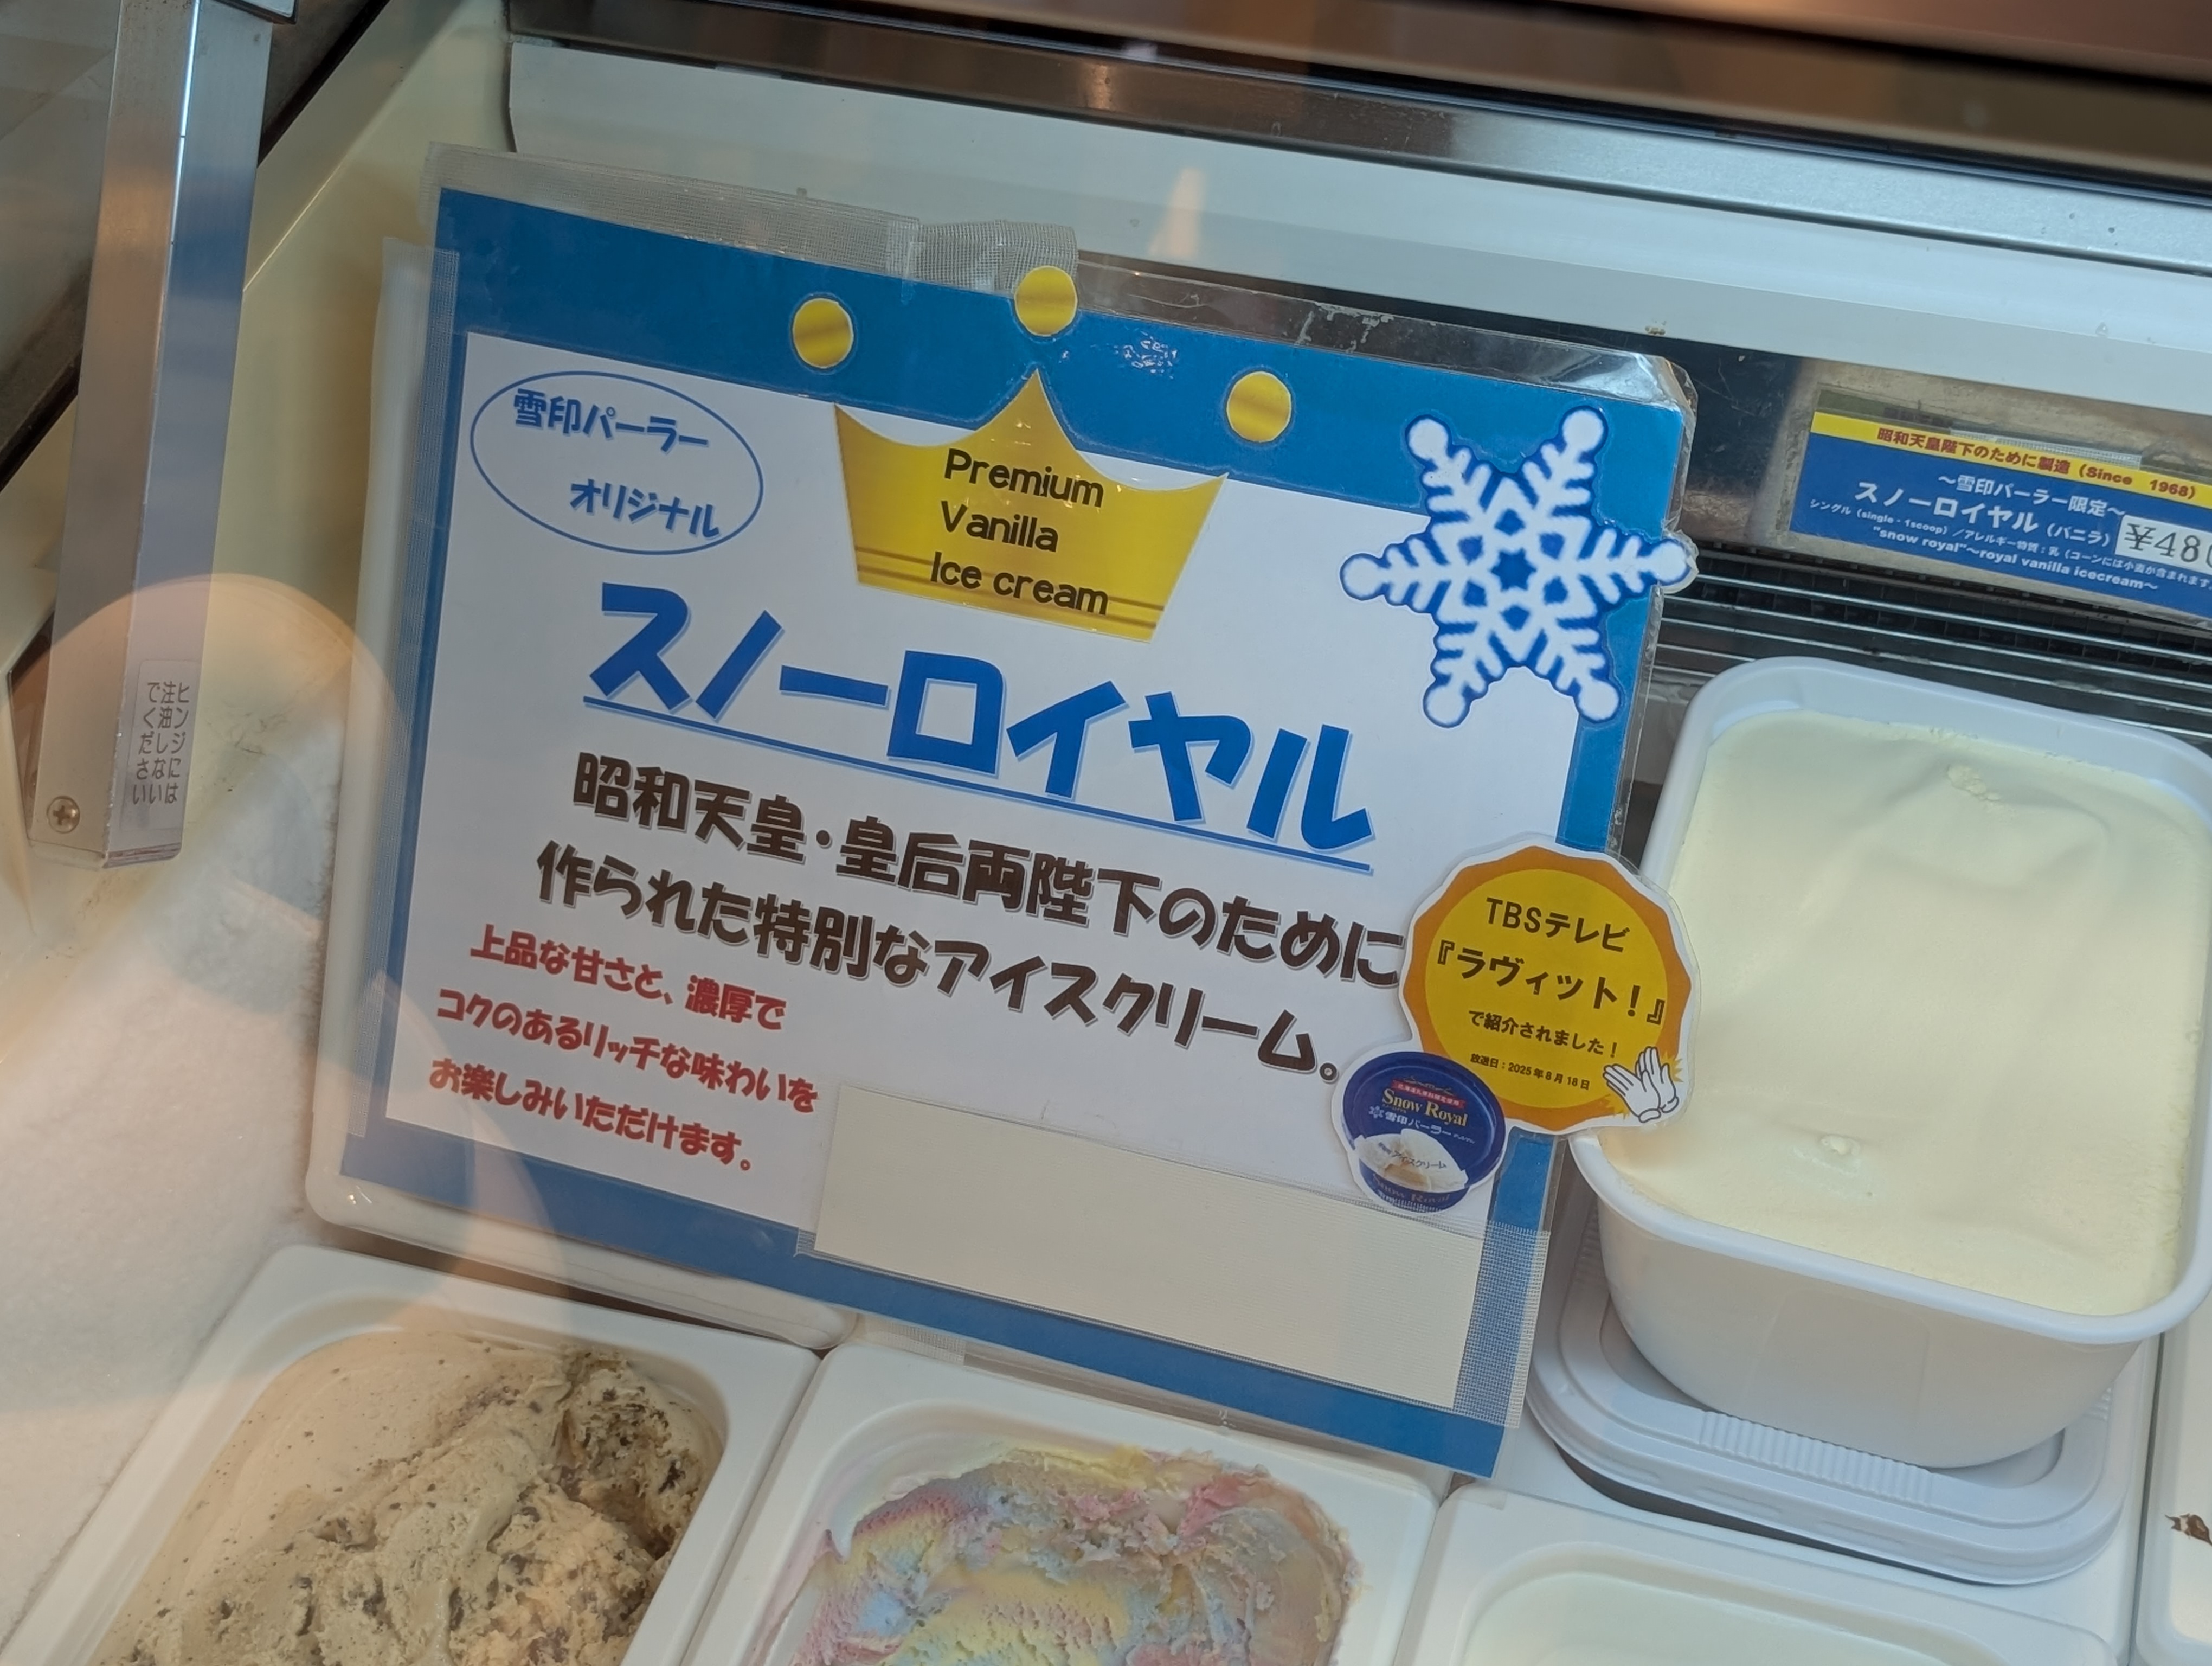 雪印パーラー
オリジナル
Premium
Vanilla
Ice cream
スノーロイヤル
昭和天皇・皇后両陛下のために
作られた特別なアイスクリーム。
上品な甘さと、濃厚で
コクのあるリッチな味わいを
お楽しみいただけます。
TBSテレビ
『ラヴィット!』
で紹介されました!
放送日:2025年8月18日
Snow Royal
雪印パーラー
アイスクリーム
Snow Royal
昭和天皇陛下のために製造(Since 1968)
~雪印パーラー限定~
スノーロイヤル(バニラ)
¥48
シングル(single・1scoop)/アレルギー特質:乳(コーンには小麦が含まれます
"snow royal"~royal vanilla icecream~
ヒンジには
注油しない
でください